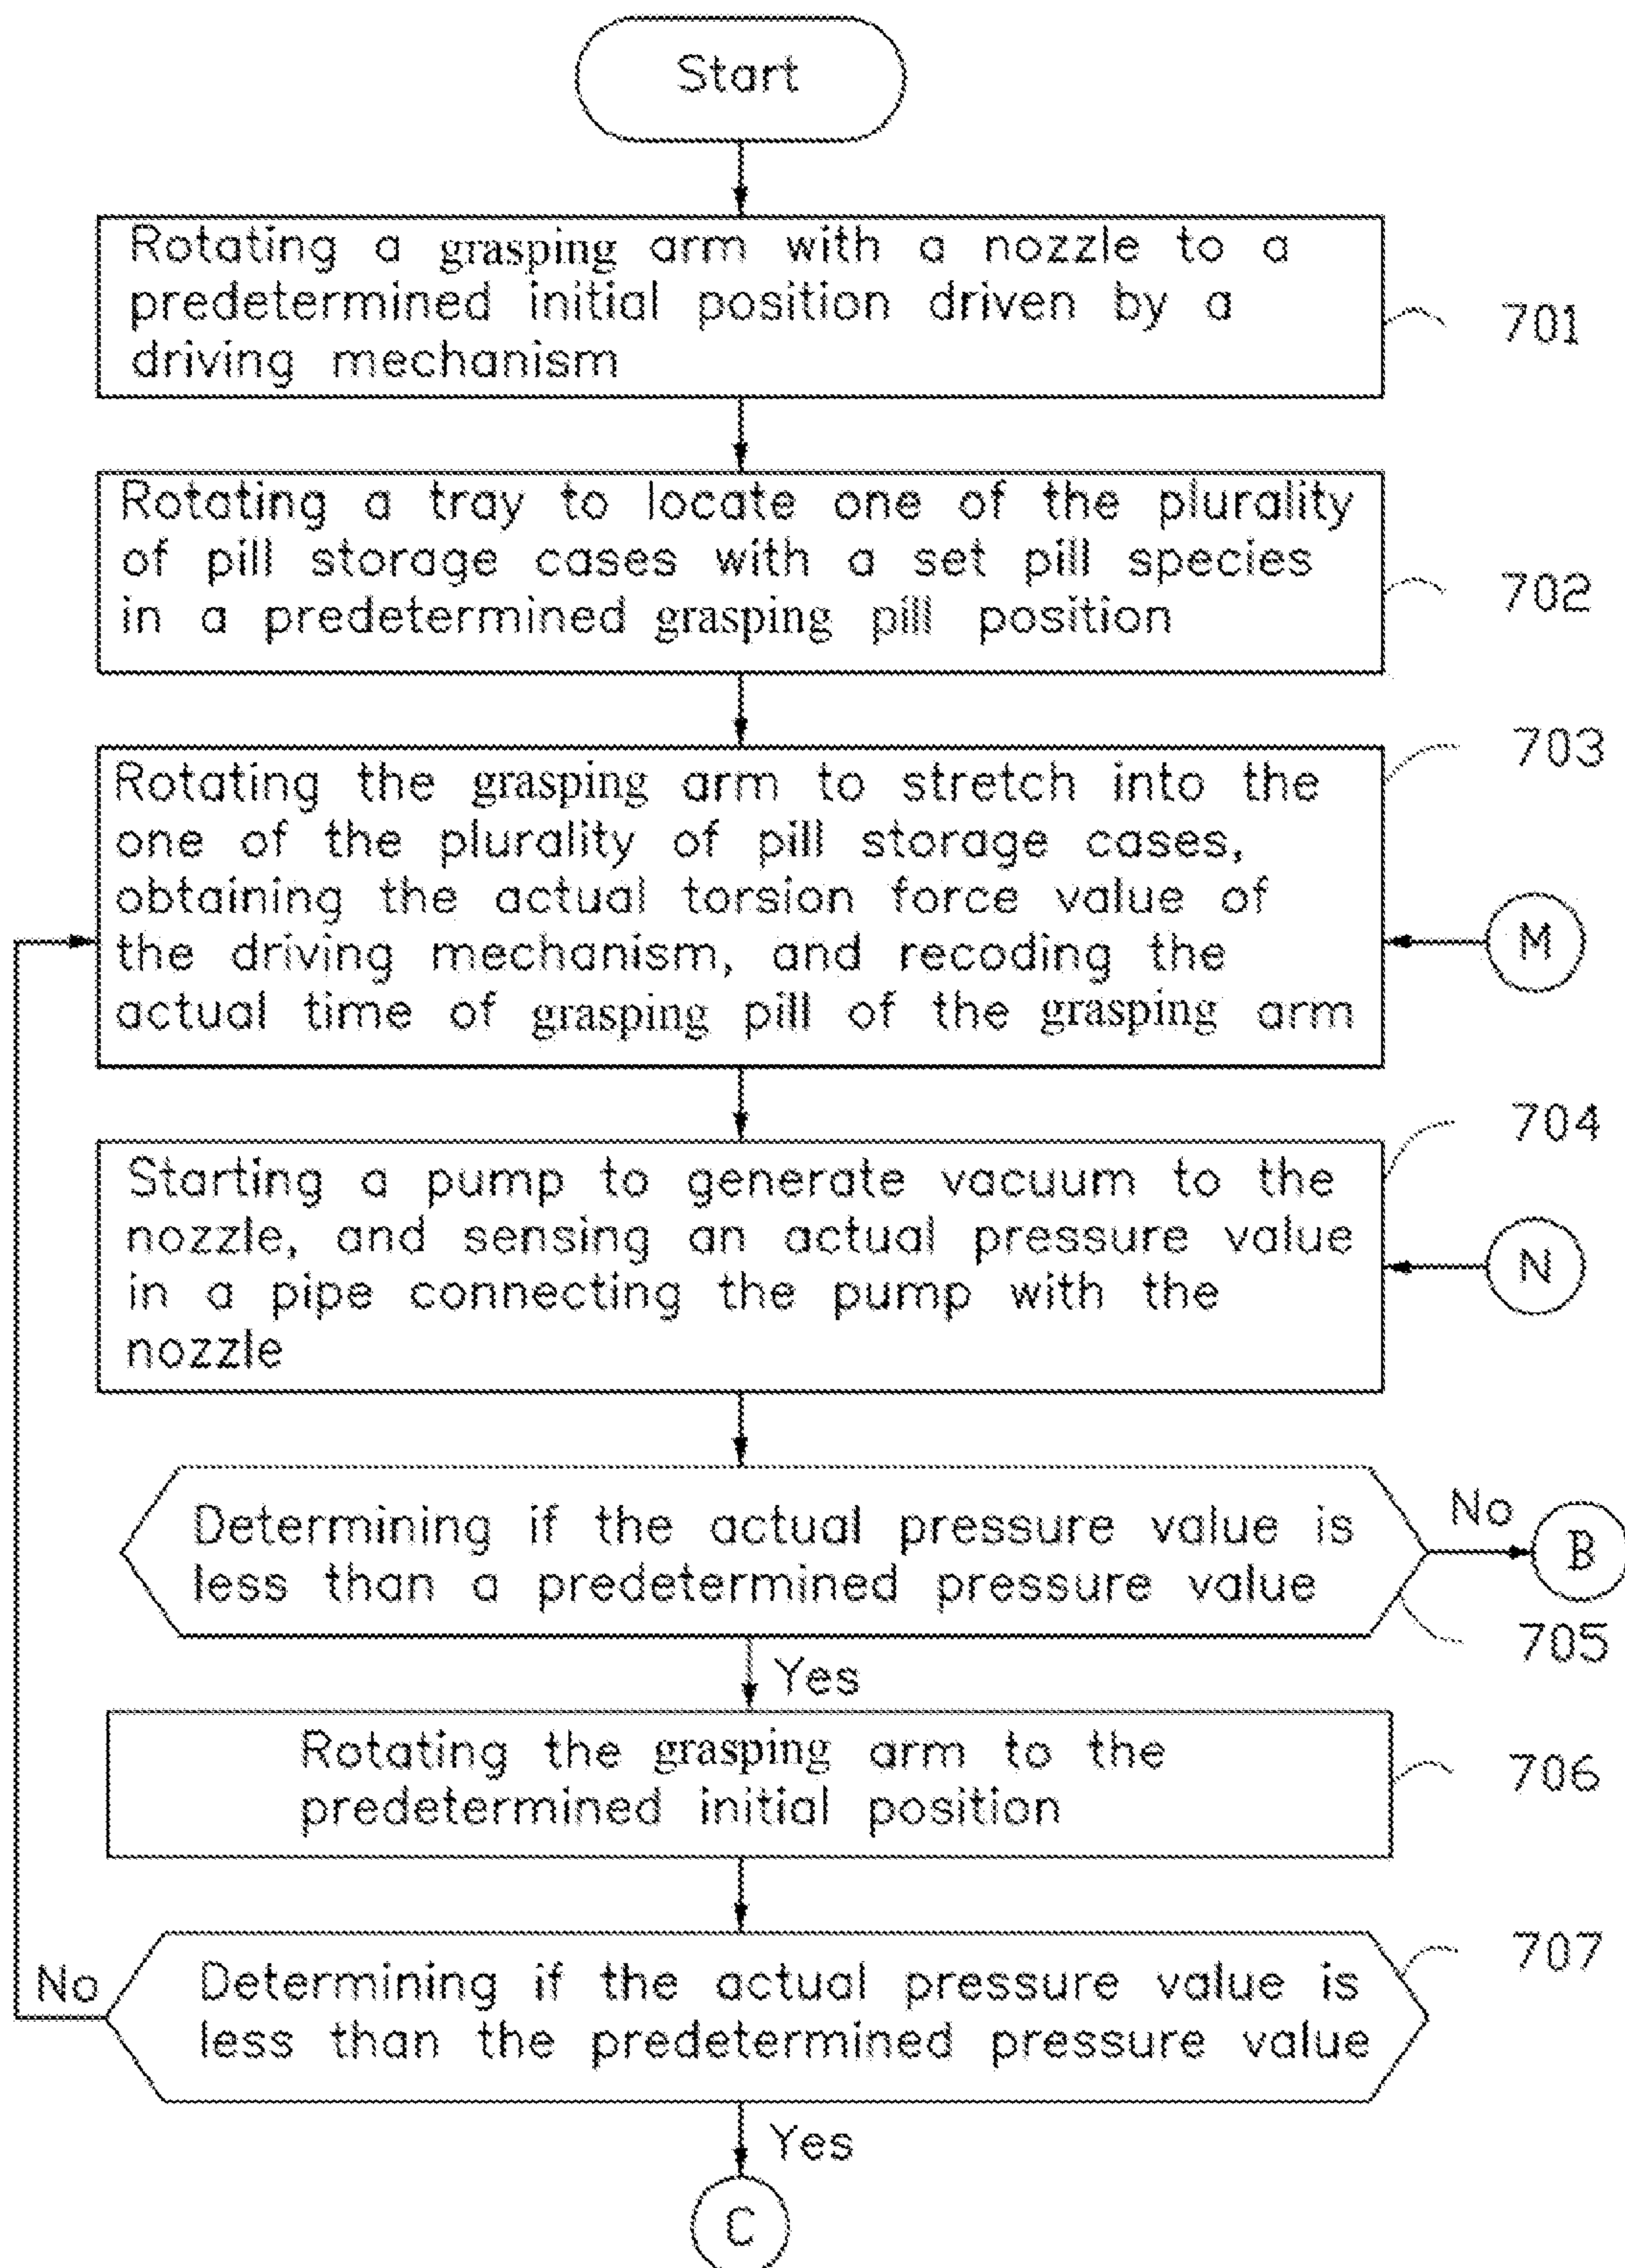 Start
Rotating a grasping arm with a nozzle to a
predetermined initial position driven by a
driving mechanism
701
Rotating a tray to locate one of the plurality
of pill storage cases with a set pill species
in a predetermined grasping pill position
702
703
Rotating the grasping arm to stretch into the
one of the plurality of pill storage cases,
obtaining the actual torsion force value of
the driving mechanism, and recoding the
actual time of grasping pill of the grasping arm
M
704
Starting a pump to generate vacuum to the
nozzle, and sensing an actual pressure value
in a pipe connecting the pump with the
nozzle
N
Determining if the actual pressure value is
less than a predetermined pressure value
No
B
705
Yes
Rotating the grasping arm to the
predetermined initial position
706
707
No
Determining if the actual pressure value is
less than the predetermined pressure value
Yes
C